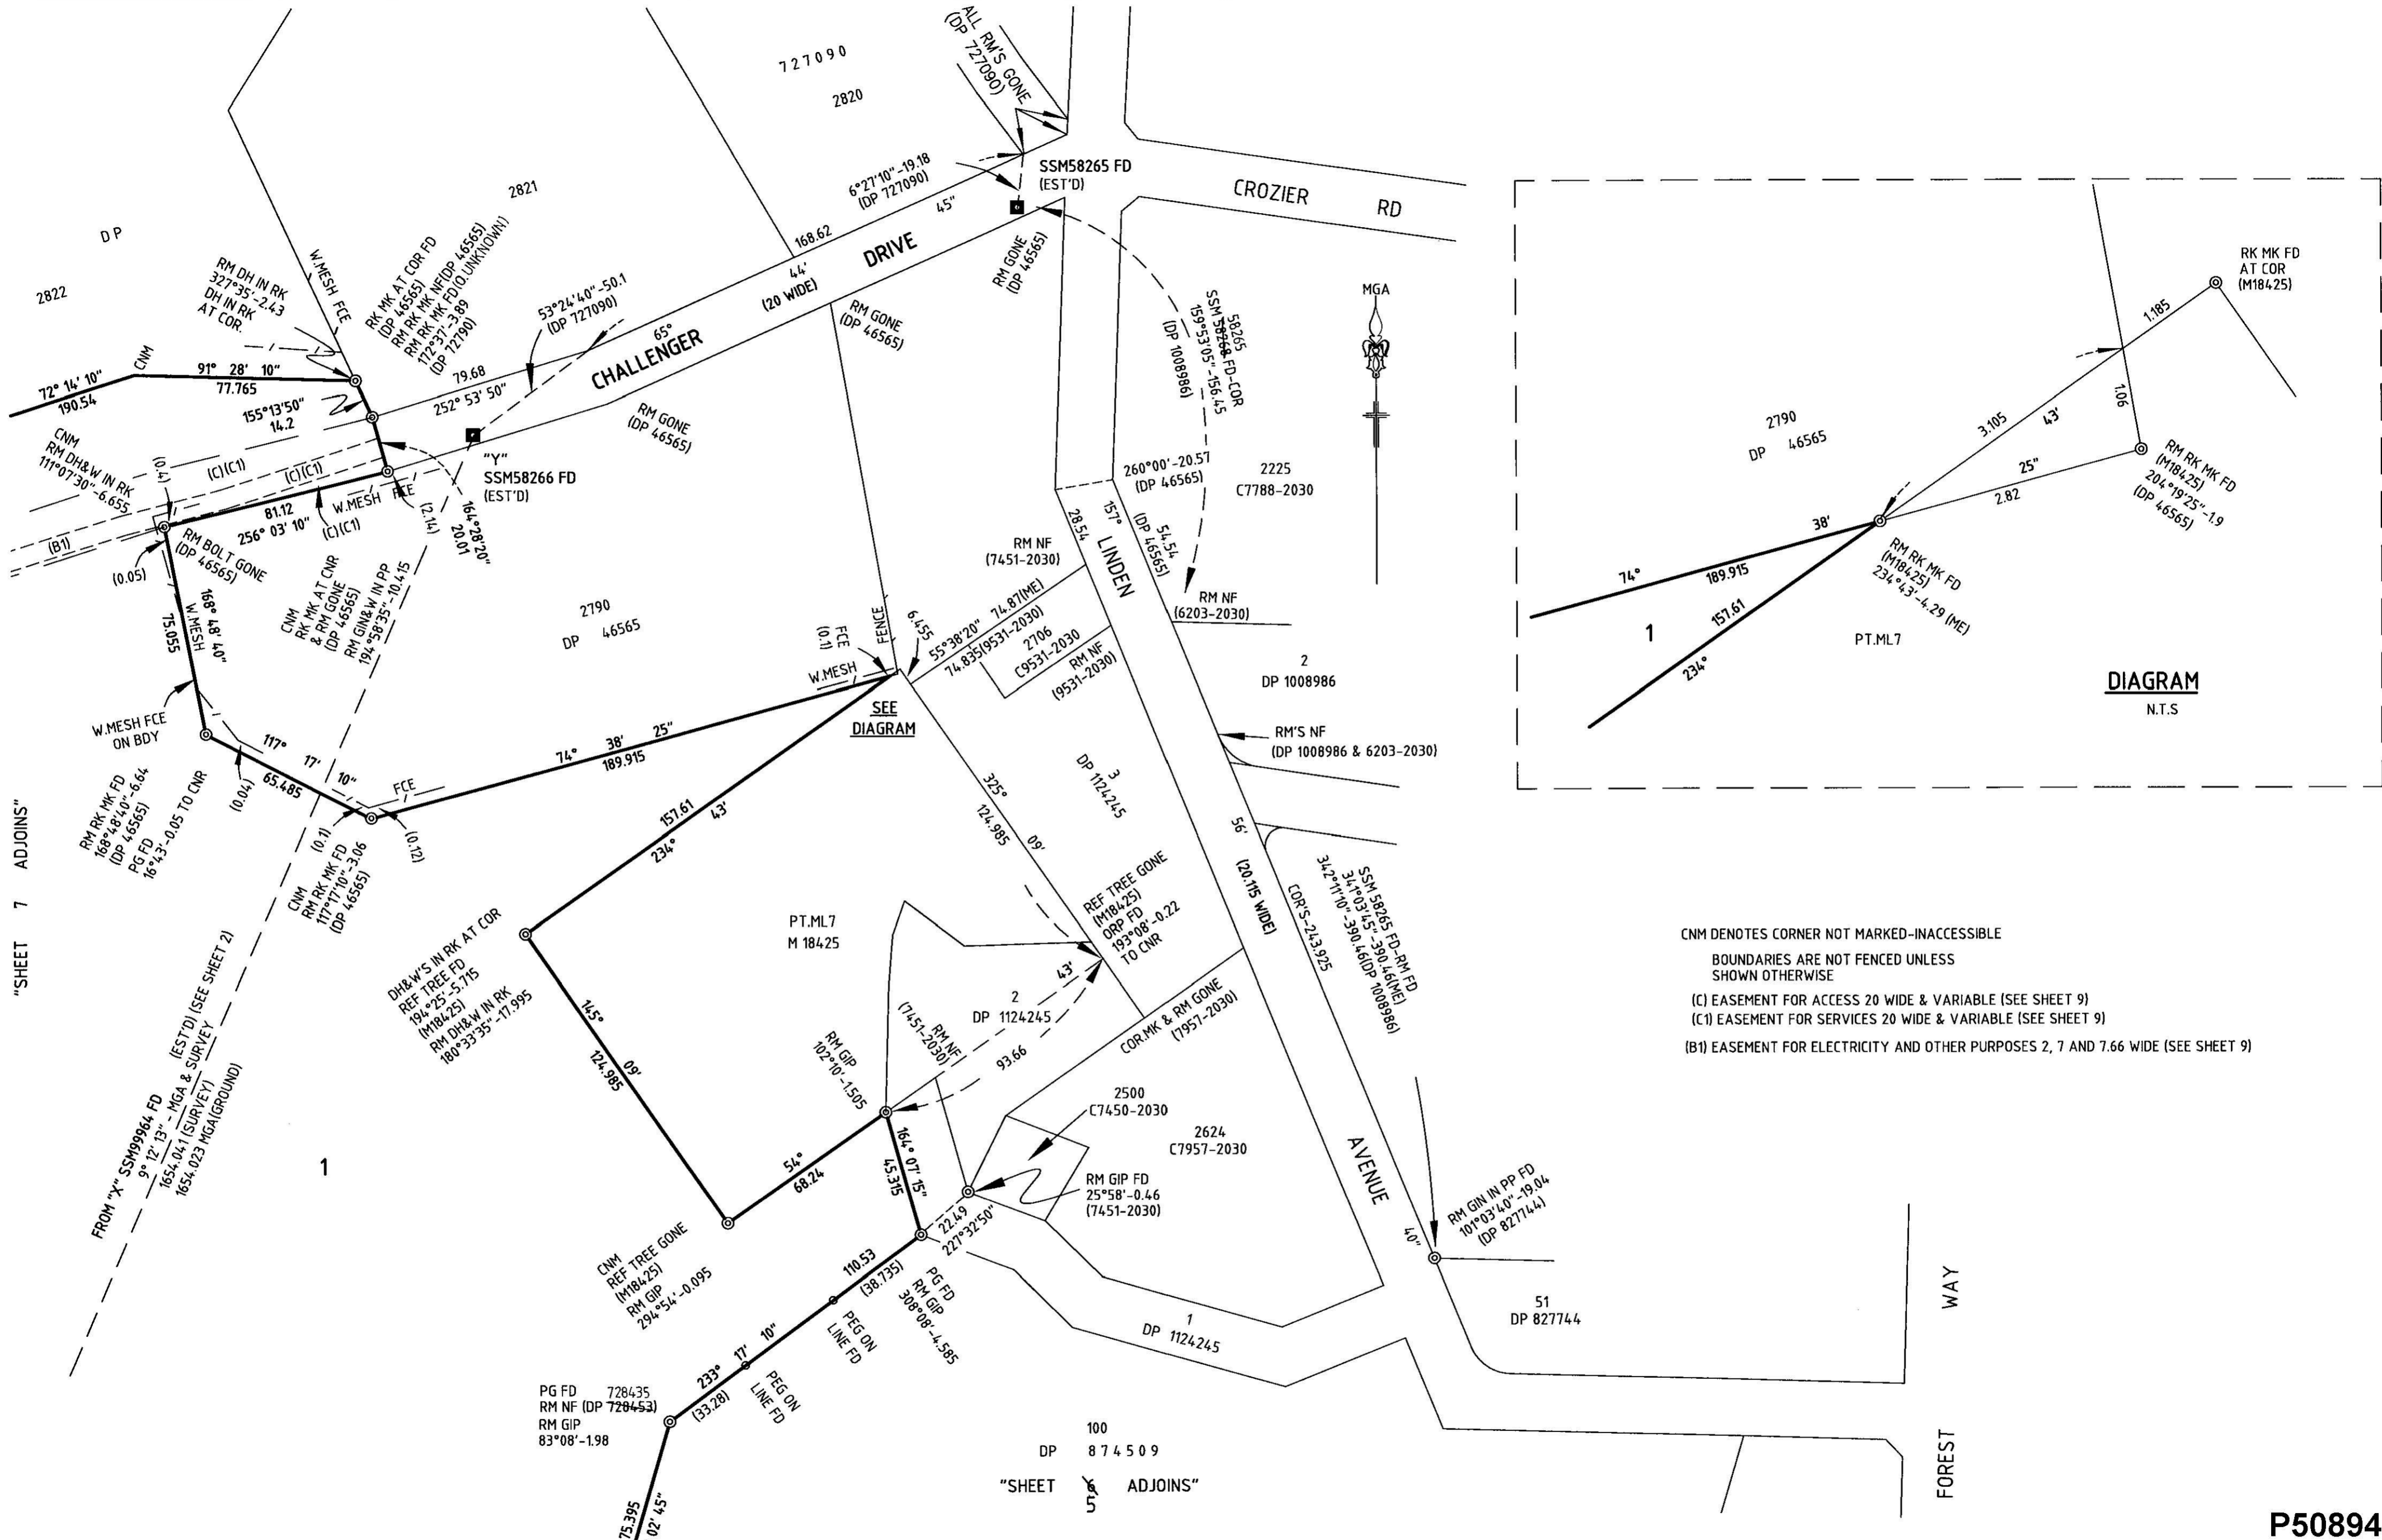 727090
2820
ALL RM'S GONE
(DP 727090)
6°27'10"-19.18
(DP 727090)
SSM58265 FD
(EST'D)
CROZIER RD
2821
DP
2822
RM DH IN RK
327°35'-2.43
DH IN RK
AT COR.
W.MESH FCE
RK MK AT COR FD
(DP 46565)
RM RK MK NF(DP 46565)
RM RK MK FD(O.UNKNOWN)
172°37'-3.89
(DP 72790)
53°24'40"-50.1
(DP 727090)
168.62
45"
44'
(20 WIDE)
65°
CHALLENGER DRIVE
RM GONE
(DP 46565)
RM GONE
(DP 46565)
RM GONE
(DP 46565)
72° 14' 10"
190.54
CNM
91° 28' 10"
77.765
155°13'50"
14.2
79.68
252° 53' 50"
"Y"
SSM58266 FD
(EST'D)
CNM
RM DH&W IN RK
111°07'30"-6.655
(0.4)
(C)(C1)
(C)(C1)
(C)(C1)
W.MESH FCE
81.12
256° 03' 10"
(2.14)
164°28'20"
20.01
(B1)
(0.05)
RM BOLT GONE
(DP 46565)
CNM
RK MK AT CNR
& RM GONE
(DP 46565)
RM GIN&W IN PP
194°58'35"-10.415
168° 48' 40"
W.MESH
75.055
W.MESH FCE
ON BDY
RM RK MK FD
168°48'40"-6.64
(DP 46565)
PG FD
16°43'-0.05 TO CNR
(0.04)
117° 17' 10"
65.485
FCE
(0.1)
(0.12)
CNM
RM RK MK FD
117°17'10"-3.06
(DP 46565)
74° 38' 25"
189.915
2790
DP 46565
W.MESH
FCE
(0.1)
FENCE
6.455
SEE
DIAGRAM
157.61
234° 43'
RM NF
(7451-2030)
55°38'20" 74.87(ME)
74.835(9531-2030)
2706
C9531-2030
RM NF
(9531-2030)
58265
SSM 58268 FD-COR
159°53'05"-156.45
(DP 1008986)
260°00'-20.57
(DP 46565)
28.54
157°
54.54
(DP 46565)
LINDEN
2225
C7788-2030
RM NF
(6203-2030)
2
DP 1008986
RM'S NF
(DP 1008986 & 6203-2030)
3
DP 1124245
56'
(20.115 WIDE)
COR'S-243.925
SSM 58265 FD-RM FD
341°03'45"-390.46(ME)
342°11'10"-390.46(DP 1008986)
325° 09'
124.985
REF TREE GONE
(M18425)
ORP FD
193°08'-0.22
TO CNR
PT.ML7
M 18425
DH&W'S IN RK AT COR
REF TREE FD
194°25'-5.715
(M18425)
RM DH&W IN RK
180°33'35"-17.995
145° 09'
124.985
2
DP 1124245
43'
93.66
RM NF
(7451-2030)
RM GIP
102°10'-1.505
COR.MK & RM GONE
(7957-2030)
2500
C7450-2030
2624
C7957-2030
RM GIP FD
25°58'-0.46
(7451-2030)
AVENUE
40"
RM GIN IN PP FD
101°03'40"-19.04
(DP 827744)
51
DP 827744
54°
68.24
164° 07' 15"
45.315
22.49
227°32'50"
CNM
REF TREE GONE
(M18425)
RM GIP
294°54'-0.095
110.53
(38.735)
PG FD
RM GIP
308°08'-4.585
PEG ON
LINE FD
233° 17' 10"
(33.28)
PEG ON
LINE FD
1
DP 1124245
PG FD 728435
RM NF (DP 728453)
RM GIP
83°08'-1.98
75.395
02' 45"
FROM "X" SSM99964 FD (EST'D) (SEE SHEET 2)
9° 12' 13" - MGA & SURVEY
1654.041 (SURVEY)
1654.023 MGA(GROUND)
1
"SHEET 7 ADJOINS"
100
DP 874509
"SHEET 6 ADJOINS"
5
MGA
RK MK FD
AT COR
(M18425)
1.185
1.06
3.105
43'
2790
DP 46565
RM RK MK FD
(M18425)
204°19'25"-1.9
(DP 46565)
25"
2.82
38'
74°
189.915
RM RK MK FD
(M18425)
234°43'-4.29 (ME)
157.61
234°
1
PT.ML7
DIAGRAM
N.T.S
CNM DENOTES CORNER NOT MARKED-INACCESSIBLE
BOUNDARIES ARE NOT FENCED UNLESS
SHOWN OTHERWISE
(C) EASEMENT FOR ACCESS 20 WIDE & VARIABLE (SEE SHEET 9)
(C1) EASEMENT FOR SERVICES 20 WIDE & VARIABLE (SEE SHEET 9)
(B1) EASEMENT FOR ELECTRICITY AND OTHER PURPOSES 2, 7 AND 7.66 WIDE (SEE SHEET 9)
FOREST WAY
P50894